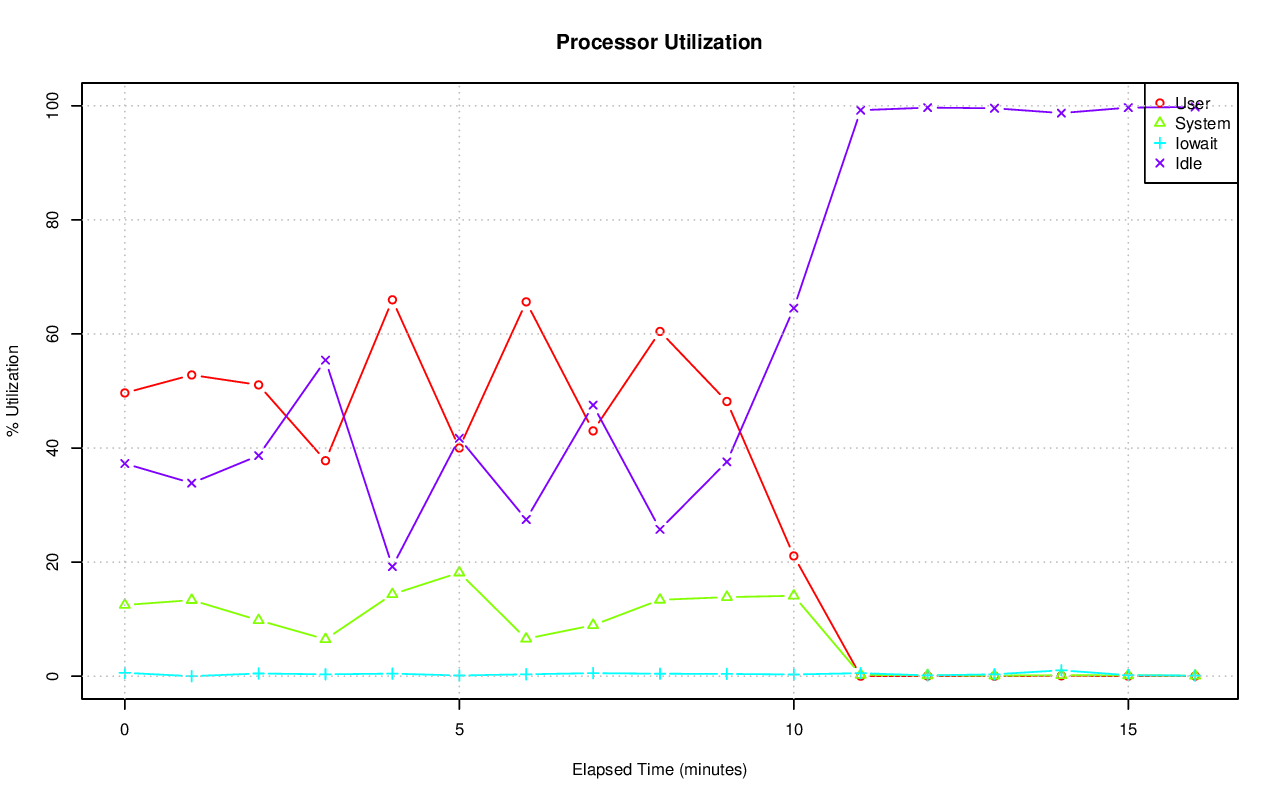 Processor Utilization
% Utilization
100
80
60
40
20
0
User
System
Iowait
Idle
0 5 10 15
Elapsed Time (minutes)